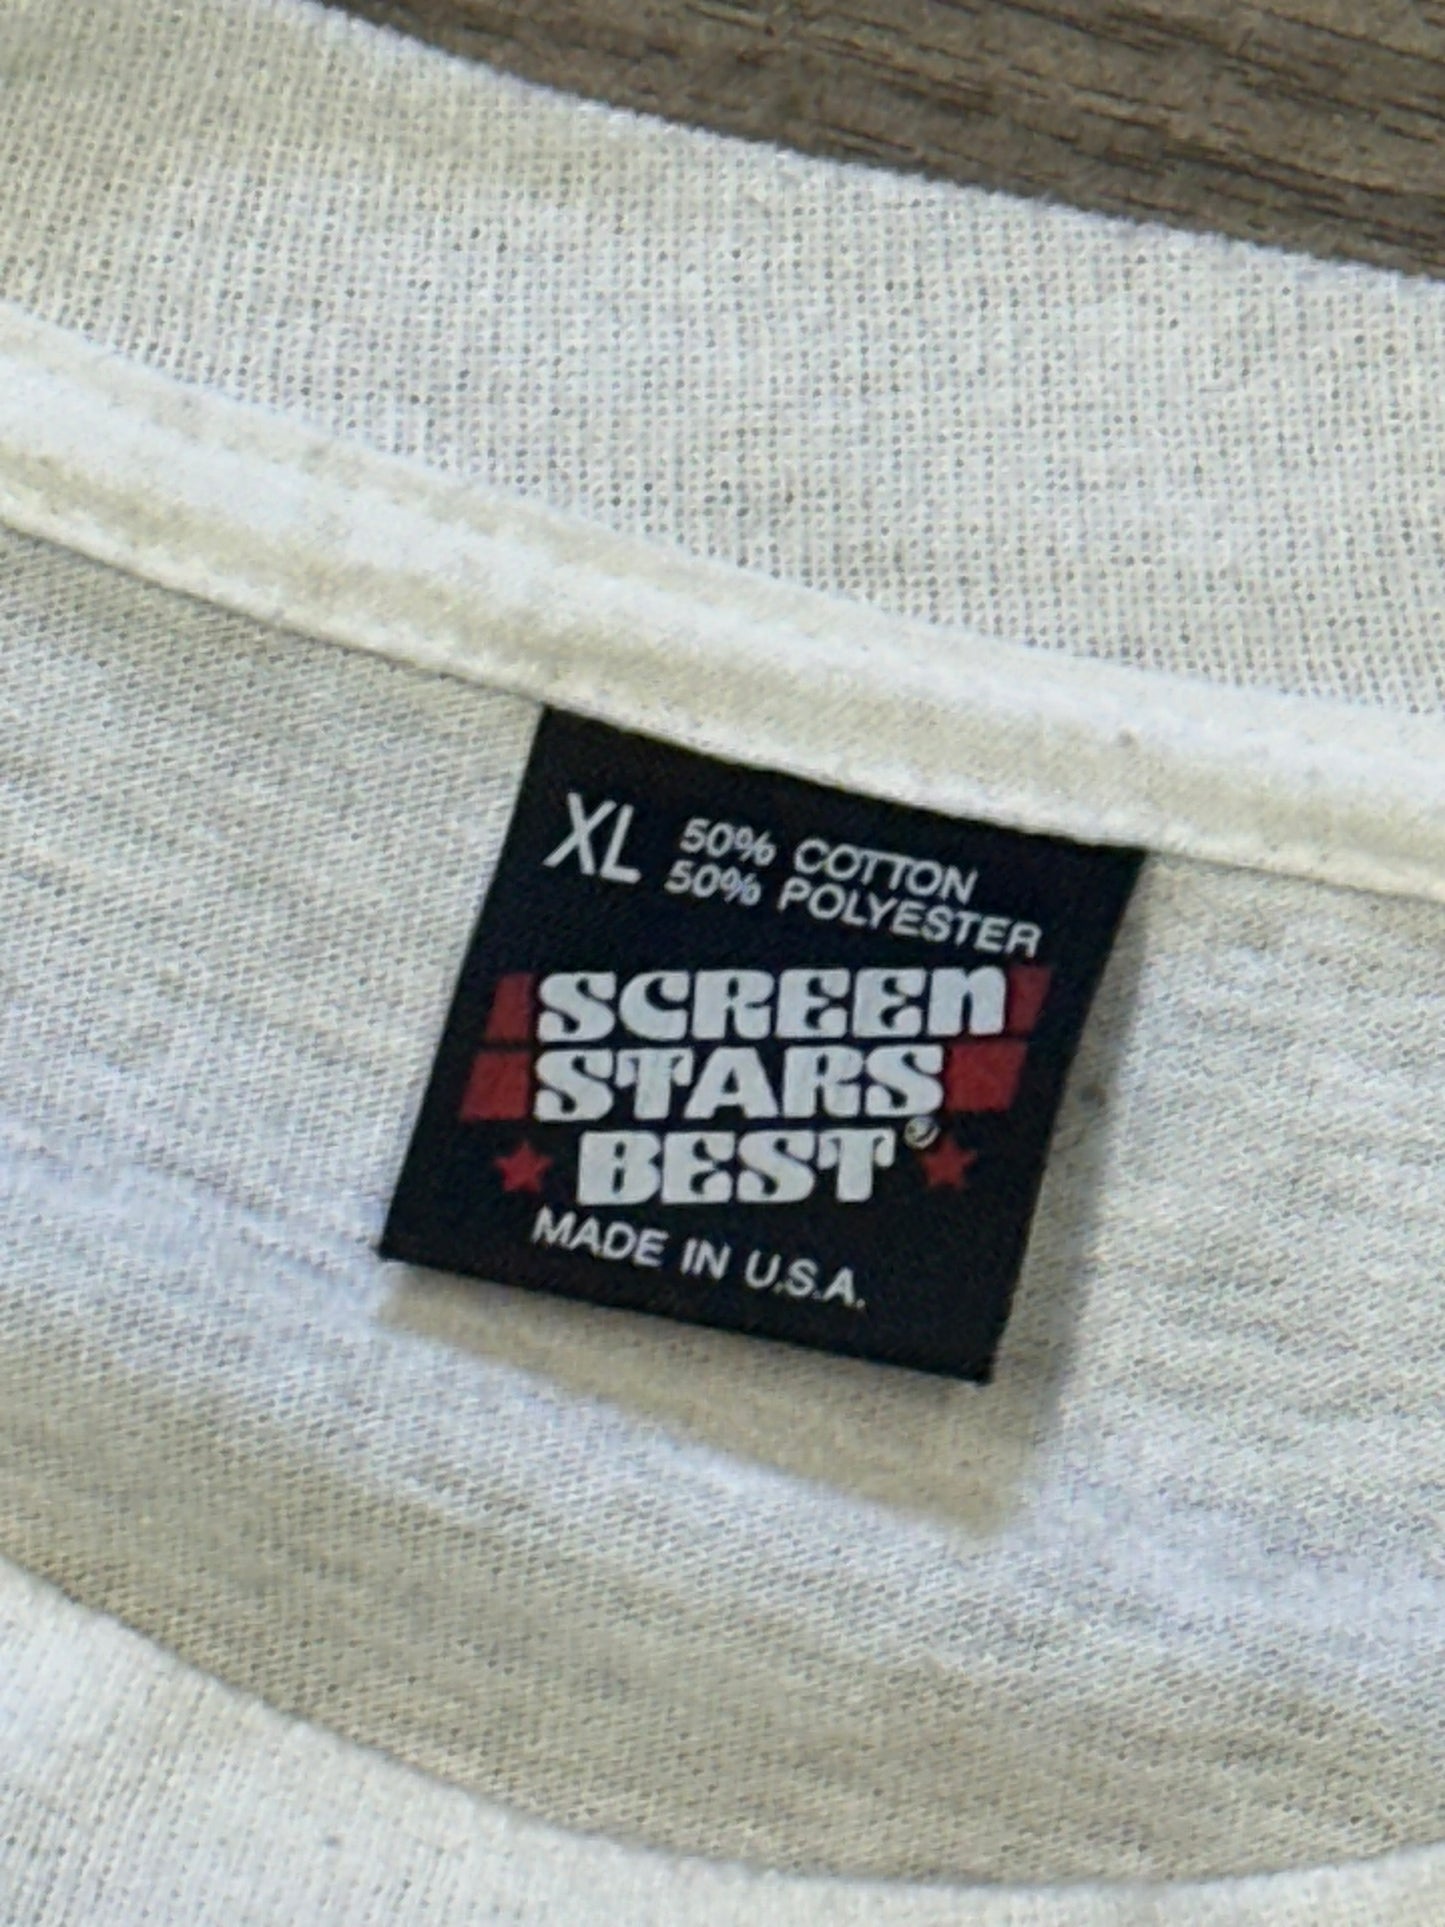 XL 50% COTTON
50% POLYESTER
SCREEN
STARS
BEST®
MADE IN U.S.A.